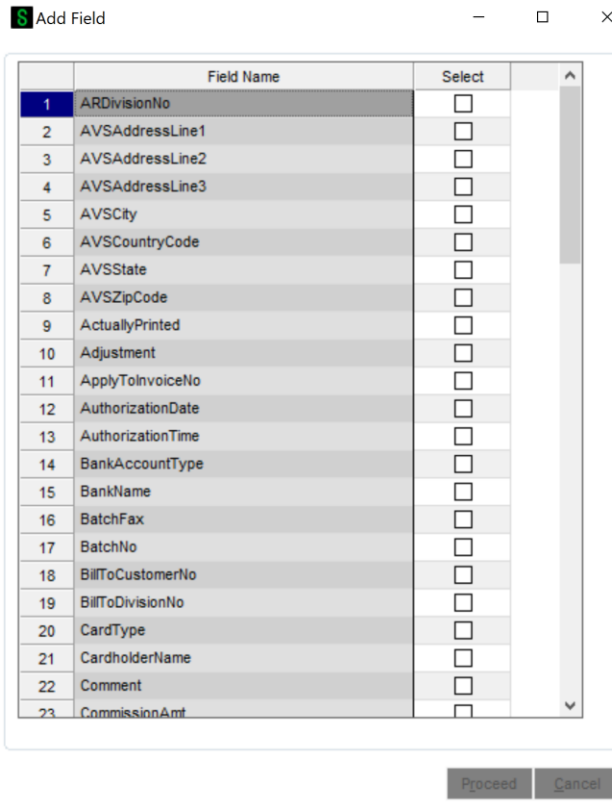 S Add Field
Field Name Select
1 ARDivisionNo
2 AVSAddressLine1
3 AVSAddressLine2
4 AVSAddressLine3
5 AVSCity
6 AVSCountryCode
7 AVSState
8 AVSZipCode
9 ActuallyPrinted
10 Adjustment
11 ApplyToInvoiceNo
12 AuthorizationDate
13 AuthorizationTime
14 BankAccountType
15 BankName
16 BatchFax
17 BatchNo
18 BillToCustomerNo
19 BillToDivisionNo
20 CardType
21 CardholderName
22 Comment
23 CommissionAmt
Proceed Cancel